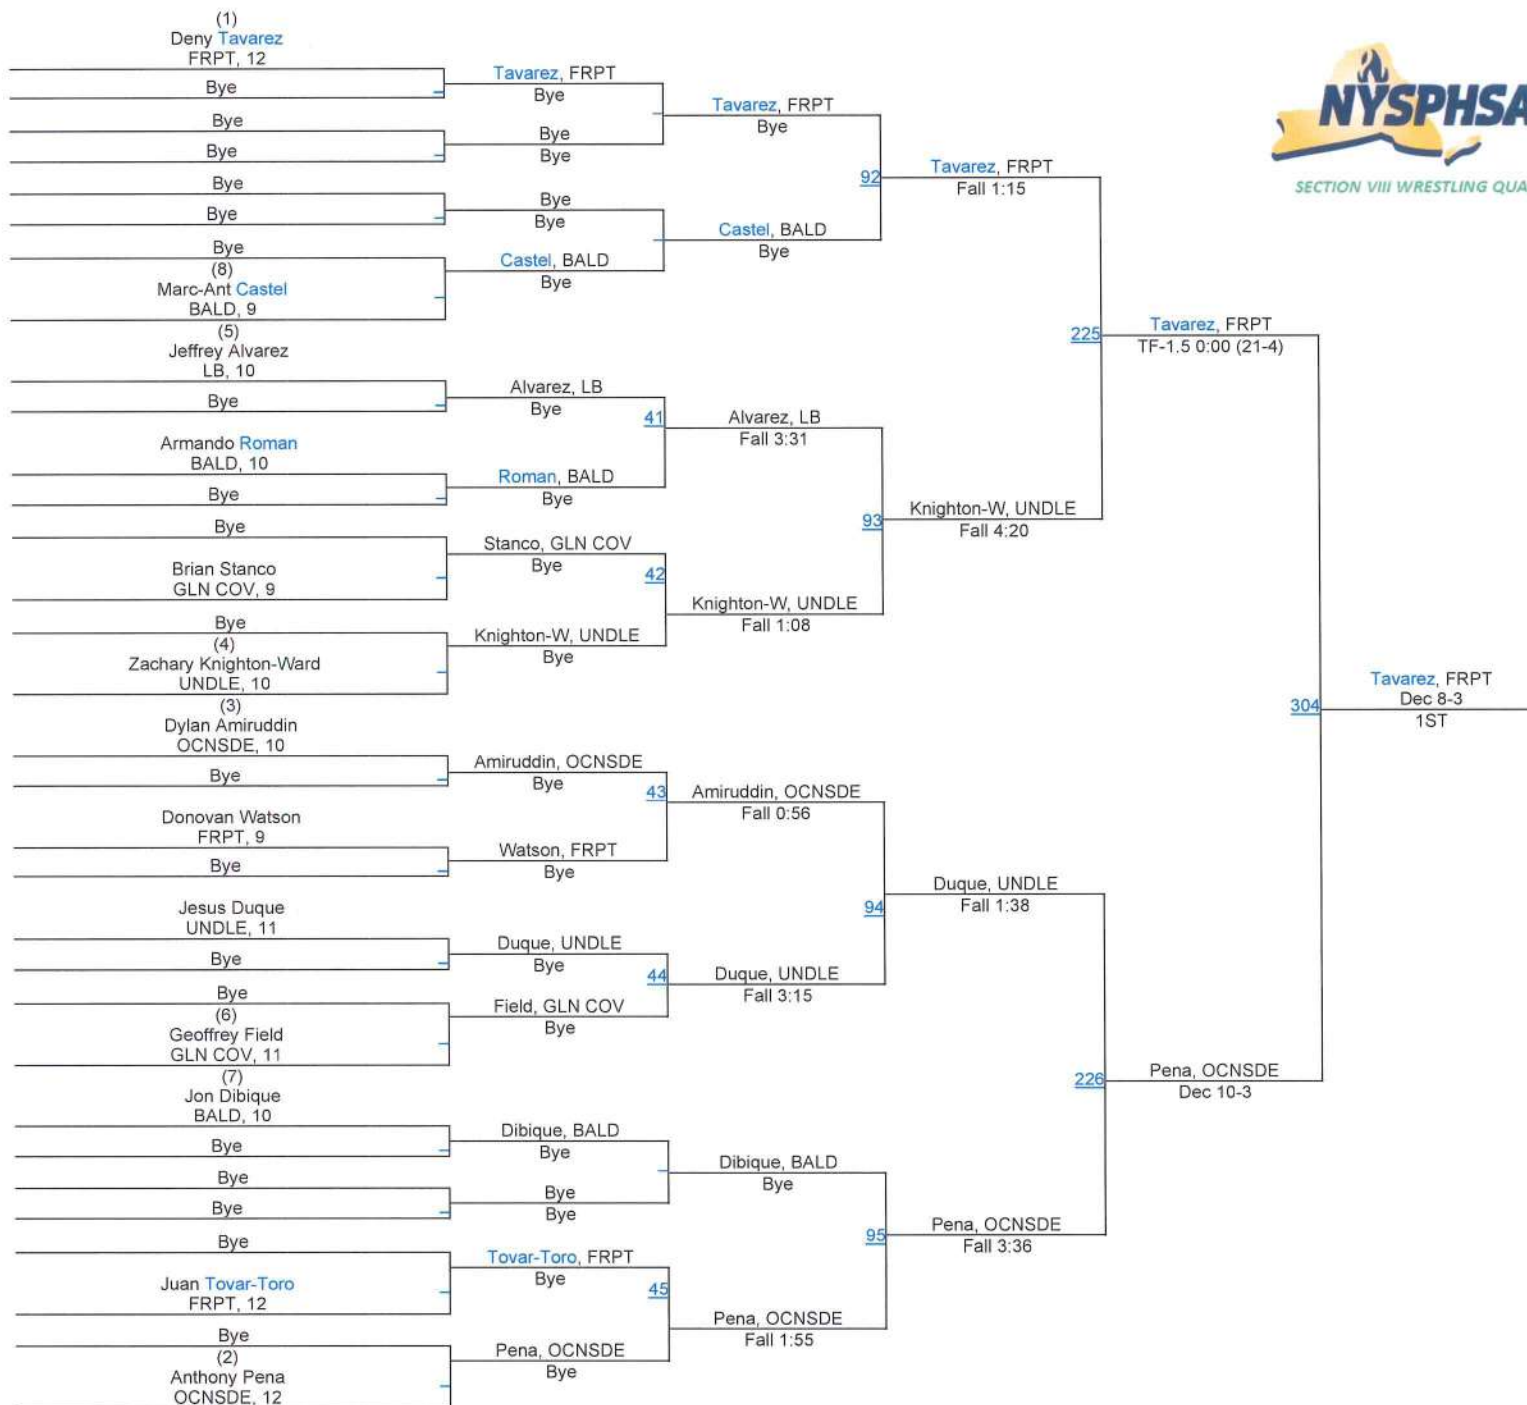 (1)
Deny Tavarez
FRPT, 12
Bye
Bye
Bye
Bye
Bye
Bye
(8)
Marc-Ant Castel
BALD, 9
(5)
Jeffrey Alvarez
LB, 10
Bye
Armando Roman
BALD, 10
Bye
Bye
Brian Stanco
GLN COV, 9
Bye
(4)
Zachary Knighton-Ward
UNDLE, 10
(3)
Dylan Amiruddin
OCNSDE, 10
Bye
Donovan Watson
FRPT, 9
Bye
Jesus Duque
UNDLE, 11
Bye
Bye
(6)
Geoffrey Field
GLN COV, 11
(7)
Jon Dibique
BALD, 10
Bye
Bye
Bye
Bye
Juan Tovar-Toro
FRPT, 12
Bye
(2)
Anthony Pena
OCNSDE, 12
Tavarez, FRPT
Bye
Bye
Bye
Bye
Bye
Castel, BALD
Bye
Alvarez, LB
Bye
41
Roman, BALD
Bye
Stanco, GLN COV
Bye
42
Knighton-W, UNDLE
Bye
Amiruddin, OCNSDE
Bye
43
Watson, FRPT
Bye
Duque, UNDLE
Bye
44
Field, GLN COV
Bye
Dibique, BALD
Bye
Bye
Bye
Tovar-Toro, FRPT
Bye
45
Pena, OCNSDE
Bye
Tavarez, FRPT
Bye
92
Castel, BALD
Bye
Alvarez, LB
Fall 3:31
93
Knighton-W, UNDLE
Fall 1:08
Amiruddin, OCNSDE
Fall 0:56
94
Duque, UNDLE
Fall 3:15
Dibique, BALD
Bye
95
Pena, OCNSDE
Fall 1:55
Tavarez, FRPT
Fall 1:15
225
Knighton-W, UNDLE
Fall 4:20
Duque, UNDLE
Fall 1:38
226
Pena, OCNSDE
Fall 3:36
Tavarez, FRPT
TF-1.5 0:00 (21-4)
304
Pena, OCNSDE
Dec 10-3
Tavarez, FRPT
Dec 8-3
1ST
NYSPHSA
SECTION VIII WRESTLING QUA